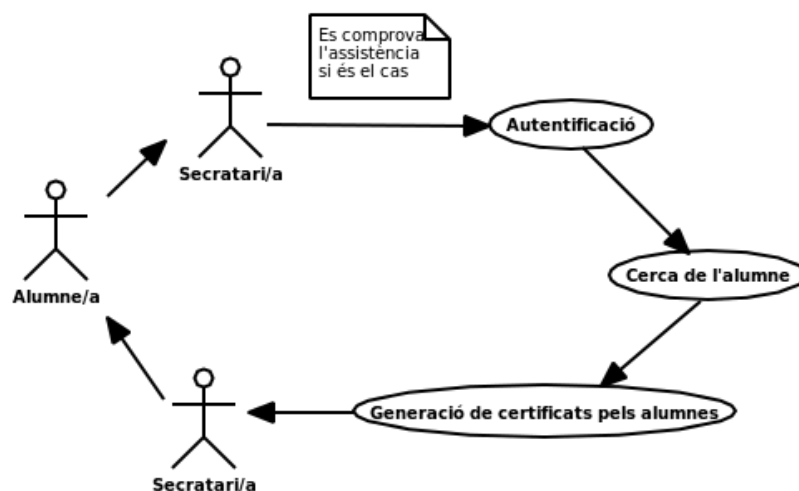 Es comprova
l'assistència
si és el cas
Autentificació
Secratari/a
Cerca de l'alumne
Alumne/a
Generació de certificats pels alumnes
Secratari/a